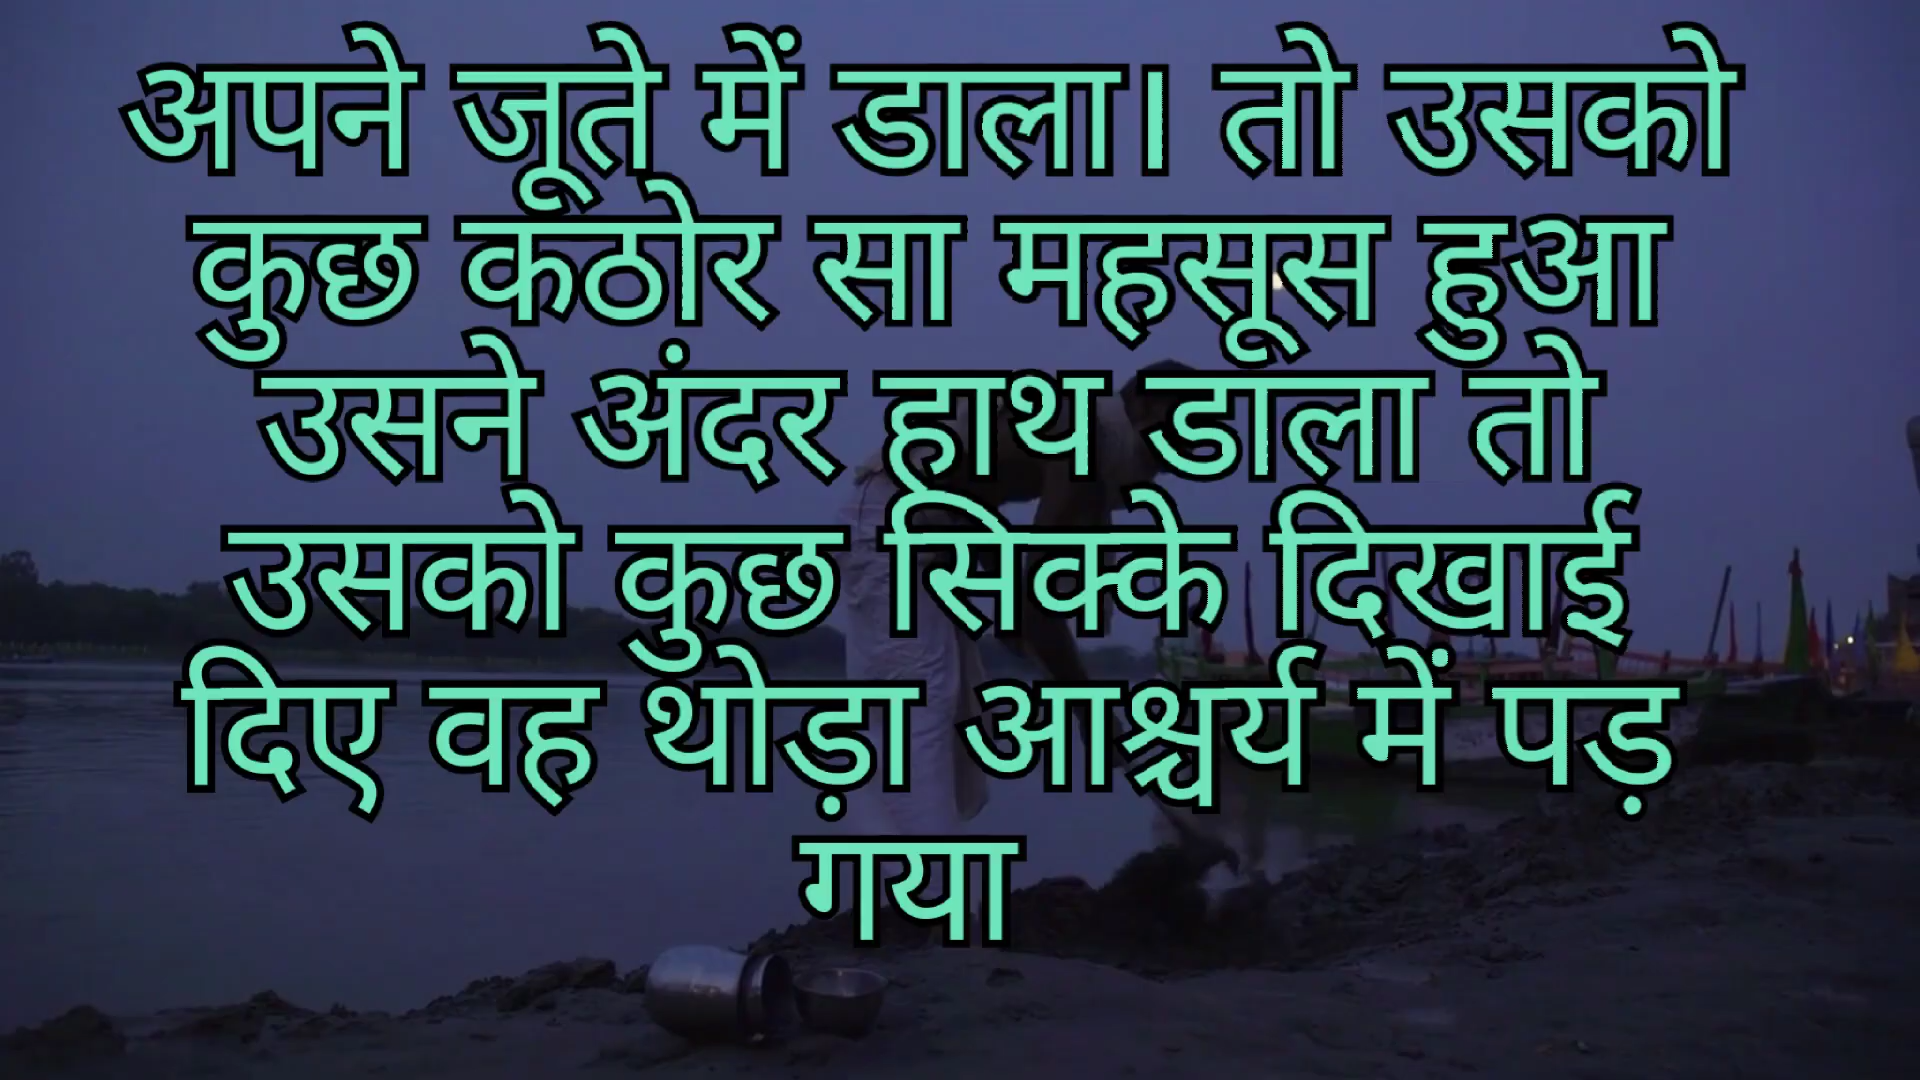 अपने जूते में डाला। तो उसको
कुछ कठोर सा महसूस हुआ
उसने अंदर हाथ डाला तो
उसको कुछ सिक्के दिखाई
दिए वह थोड़ा आश्चर्य में पड़
गया